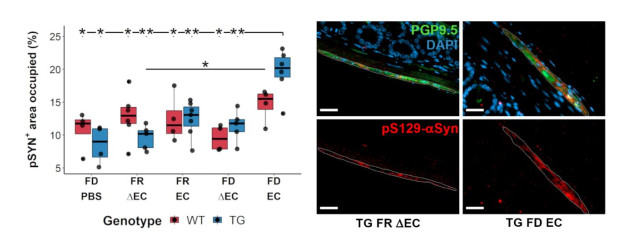 * * * ** * ** * **
*
pSYN+ area occupied (%)
20
15
10
5
FD FR FR FD FD
PBS ΔEC EC ΔEC EC
Genotype WT TG
PGP9.5
DAPI
pS129-αSyn
TG FR ΔEC TG FD EC